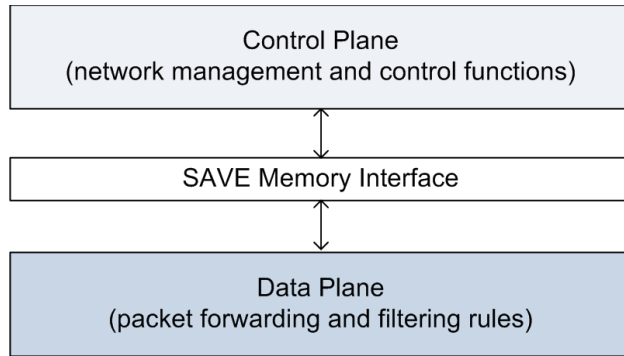 Control Plane
(network management and control functions)
SAVE Memory Interface
Data Plane
(packet forwarding and filtering rules)